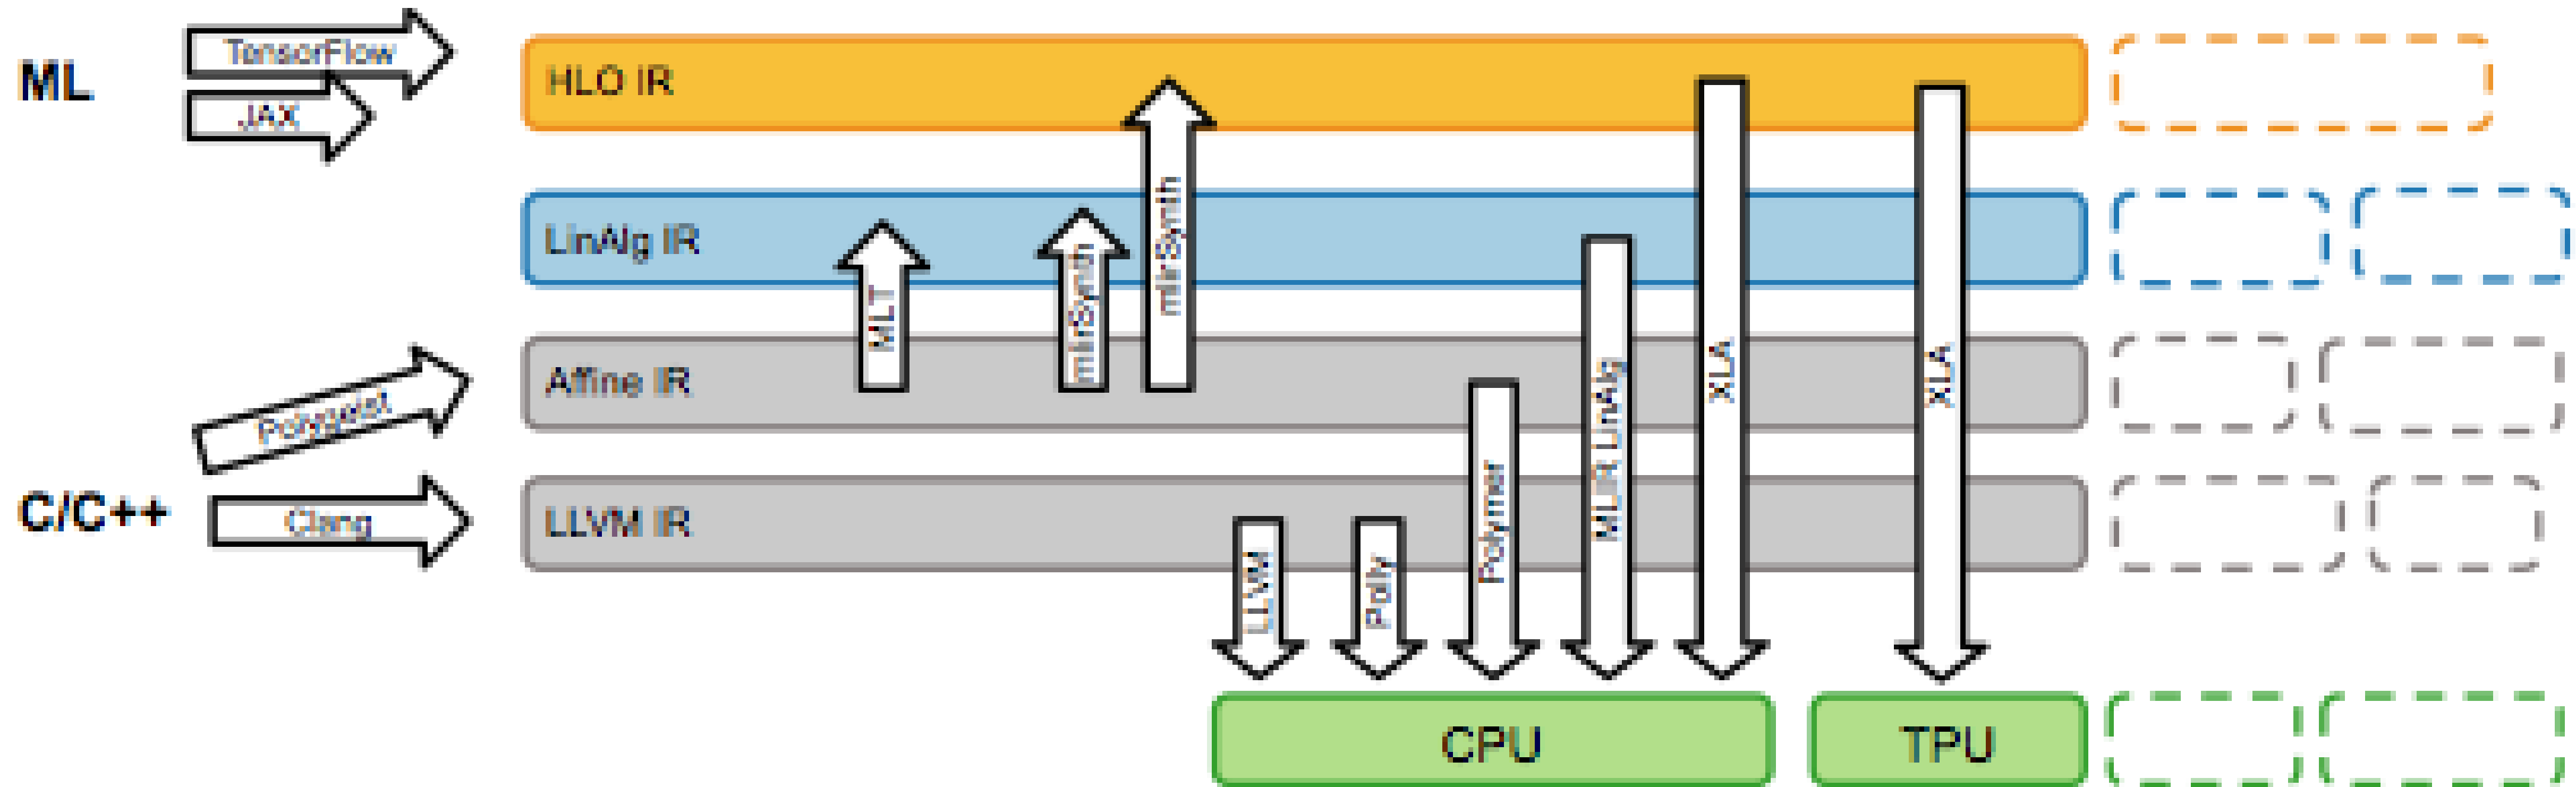 ML
TensorFlow
JAX
HLO IR
LinAlg IR
Affine IR
LLVM IR
Polygeist
C/C++
Clang
MLT
mlirSynth
mlirSynth
LLVM
Polly
Polymer
MLIR LinAlg
XLA
XLA
CPU
TPU